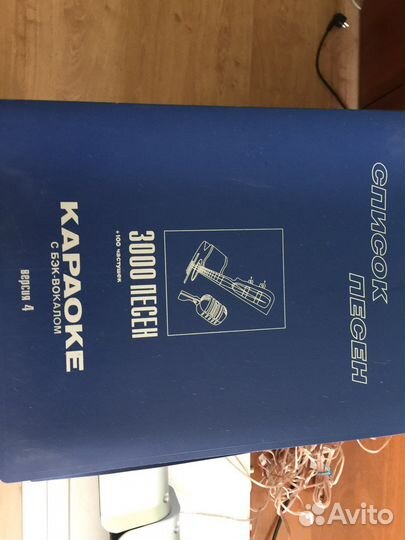 СПИСОК ПЕСЕН
3000 ПЕСЕН
+100 частушек
КАРАОКЕ
С БЭК-ВОКАЛОМ
версия 4
Avito